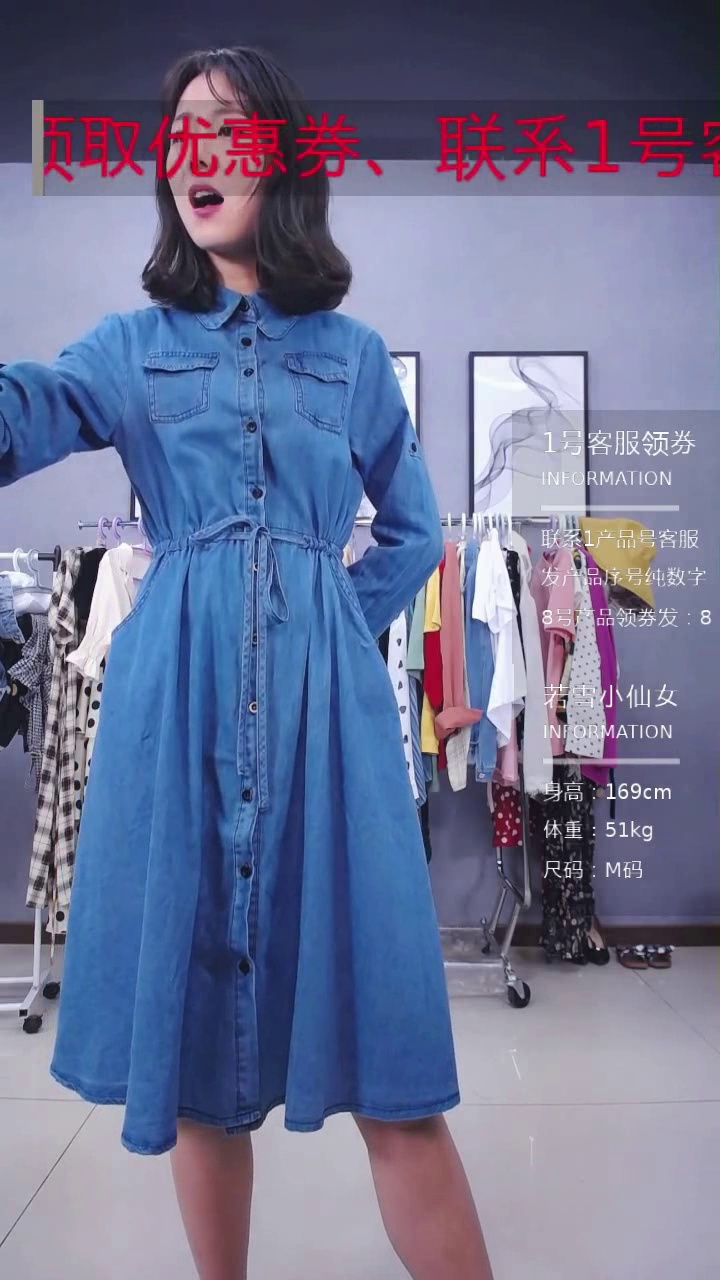 领取优惠券、联系1号客
1号客服领券
INFORMATION
联系1产品号客服
发产品序号纯数字
8号产品领券发：8
若雪小仙女
INFORMATION
身高：169cm
体重：51kg
尺码：M码